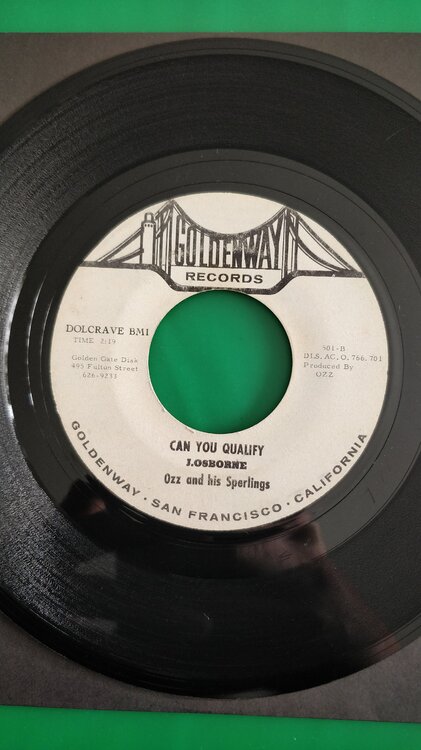 GOLDENWAY
RECORDS
DOLCRAVE BMI
TIME 2:19
Golden Gate Disk
495 Fulton Street
626-9233
501-B
DLS. AC. O. 766. 701
Produced By
OZZ
CAN YOU QUALIFY
J.OSBORNE
Ozz and his Sperlings
GOLDENWAY · SAN FRANCISCO · CALIFORNIA